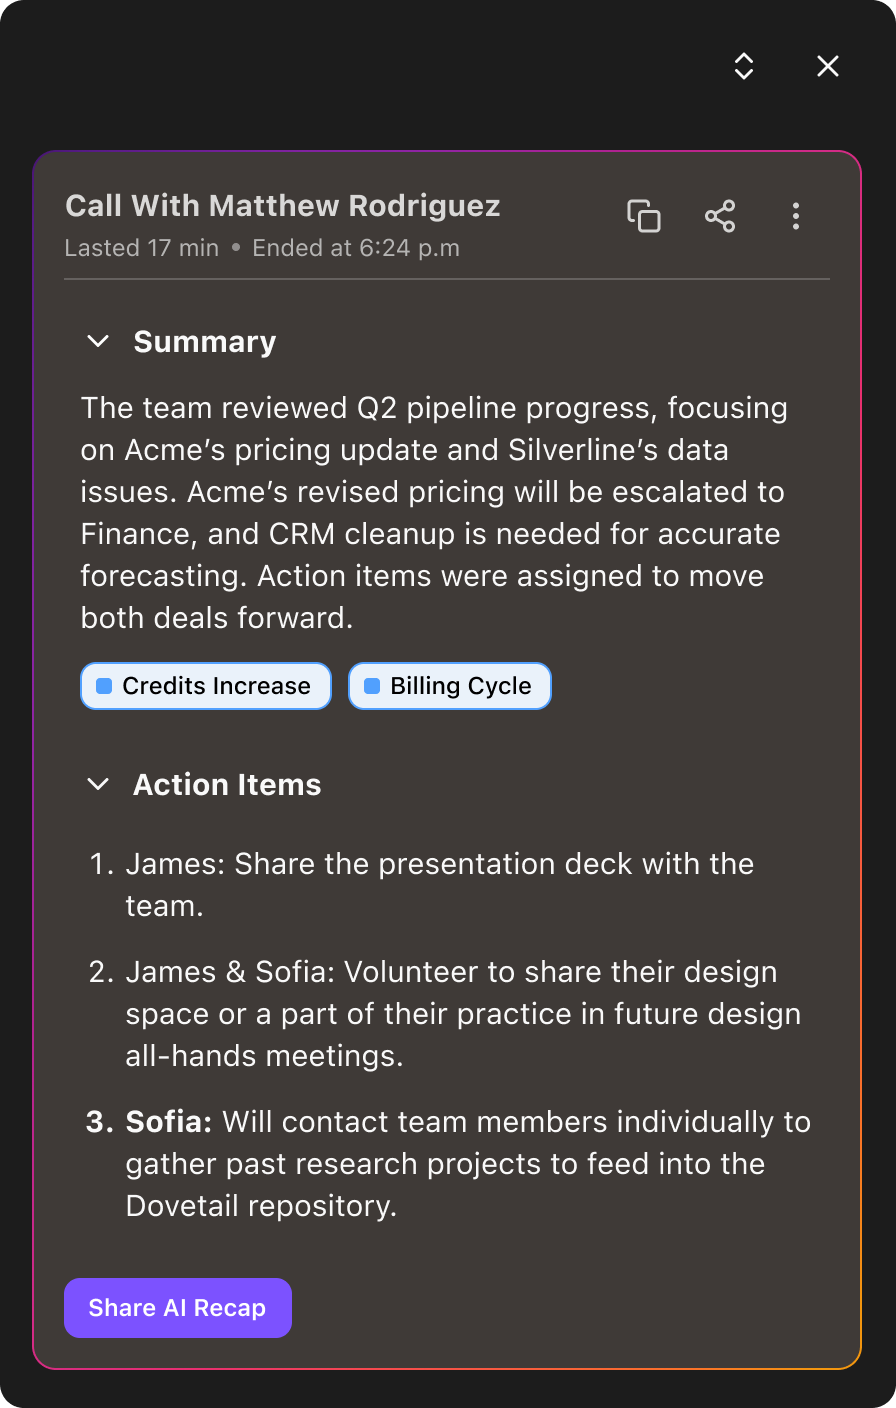 Call With Matthew Rodriguez
Lasted 17 min • Ended at 6:24 p.m
Summary
The team reviewed Q2 pipeline progress, focusing
on Acme’s pricing update and Silverline’s data
issues. Acme’s revised pricing will be escalated to
Finance, and CRM cleanup is needed for accurate
forecasting. Action items were assigned to move
both deals forward.
Credits Increase
Billing Cycle
Action Items
1. James: Share the presentation deck with the
team.
2. James & Sofia: Volunteer to share their design
space or a part of their practice in future design
all-hands meetings.
3. Sofia: Will contact team members individually to
gather past research projects to feed into the
Dovetail repository.
Share AI Recap